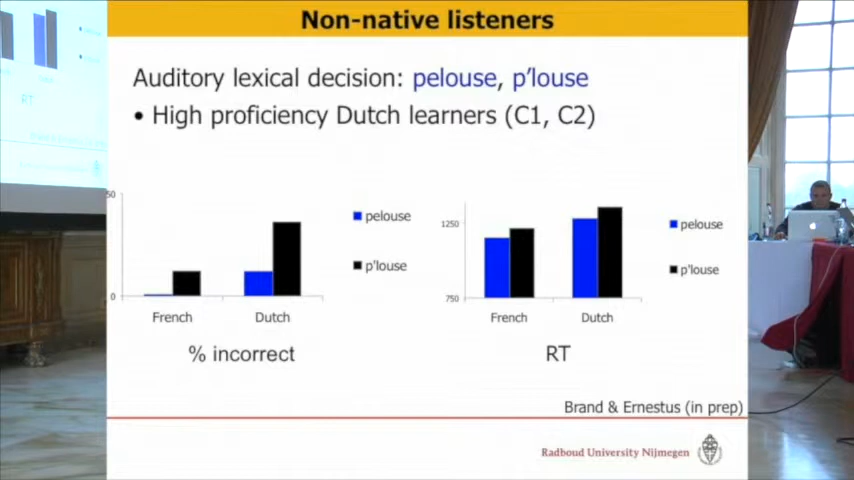 Non-native listeners
Auditory lexical decision: pelouse, p'louse
• High proficiency Dutch learners (C1, C2)
50
0
French
Dutch
pelouse
p'louse
% incorrect
1250
750
French
Dutch
pelouse
p'louse
RT
Brand & Ernestus (in prep)
Radboud University Nijmegen
RT